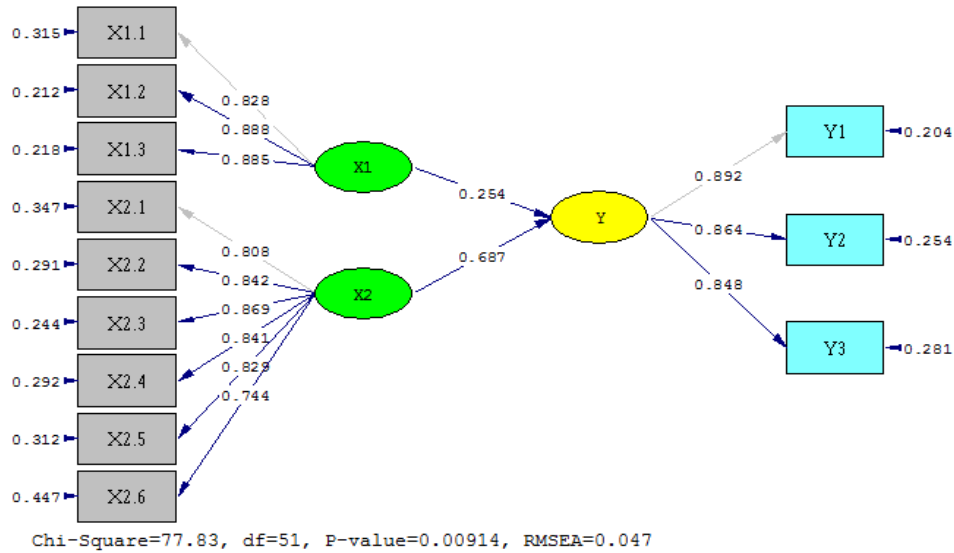 0.315 X1.1
0.212 X1.2
0.218 X1.3
0.347 X2.1
0.291 X2.2
0.244 X2.3
0.292 X2.4
0.312 X2.5
0.447 X2.6
0.828
0.888
0.885
0.808
0.842
0.869
0.841
0.829
0.744
X1
X2
0.254
0.687
Y
0.892
0.864
0.848
Y1 0.204
Y2 0.254
Y3 0.281
Chi-Square=77.83, df=51, P-value=0.00914, RMSEA=0.047